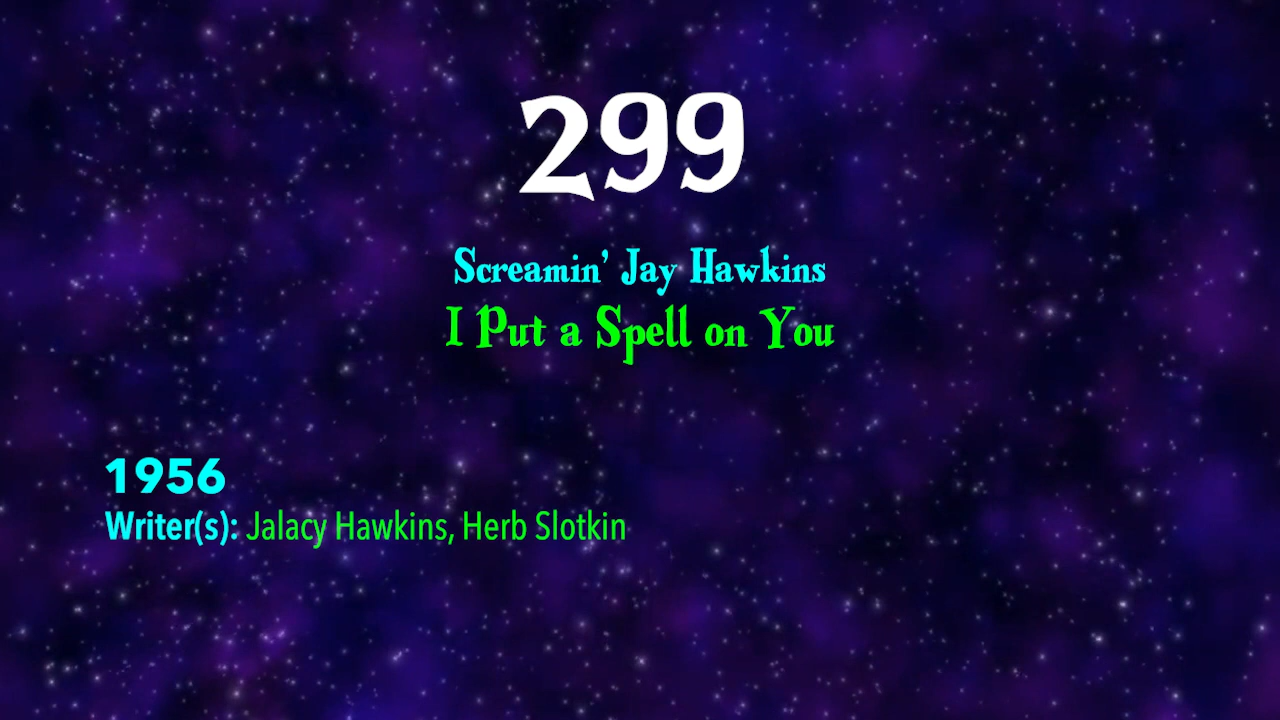 299
Screamin' Jay Hawkins
I Put a Spell on You
1956
Writer(s): Jalacy Hawkins, Herb Slotkin